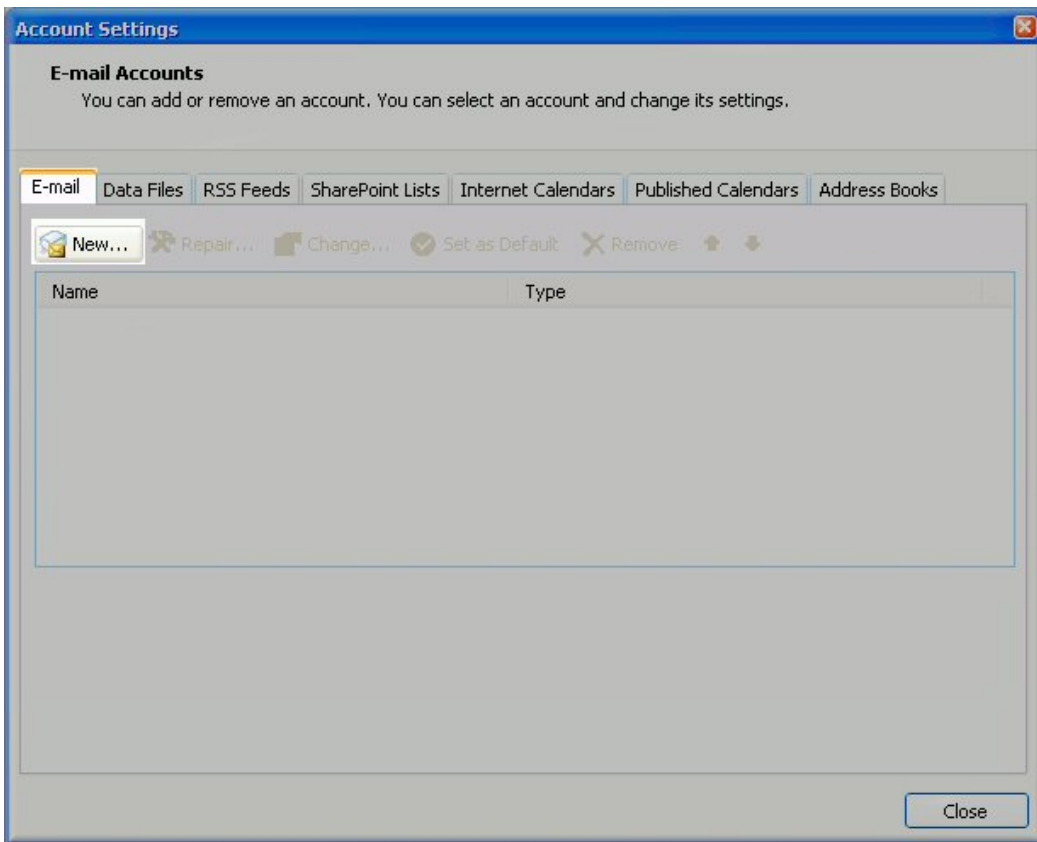 Account Settings
E-mail Accounts
You can add or remove an account. You can select an account and change its settings.
E-mail Data Files RSS Feeds SharePoint Lists Internet Calendars Published Calendars Address Books
New... Repair... Change... Set as Default Remove
Name Type
Close